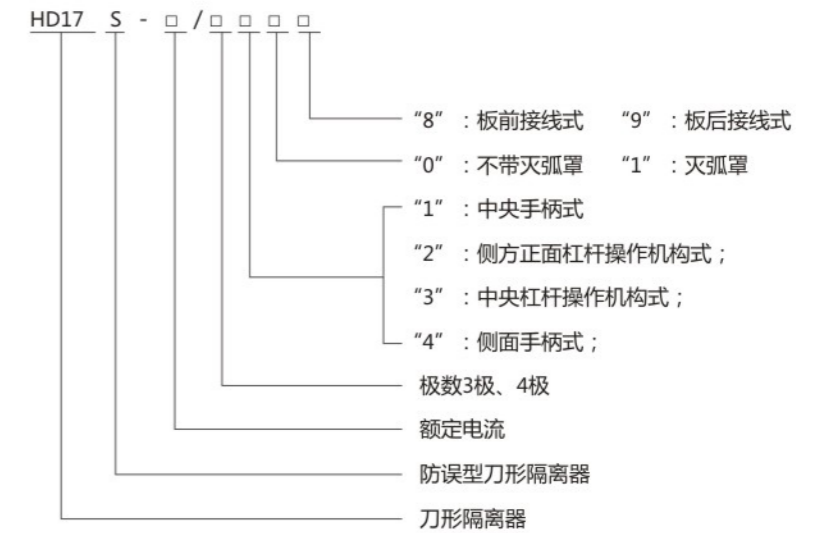 HD17 S - □ / □ □ □ □
“8” ：板前接线式 “9” ：板后接线式
“0” ：不带灭弧罩 “1” ：灭弧罩
“1” ：中央手柄式
“2” ：侧方正面杠杆操作机构式；
“3” ：中央杠杆操作机构式；
“4” ：侧面手柄式；
极数3极、4极
额定电流
防误型刀形隔离器
刀形隔离器